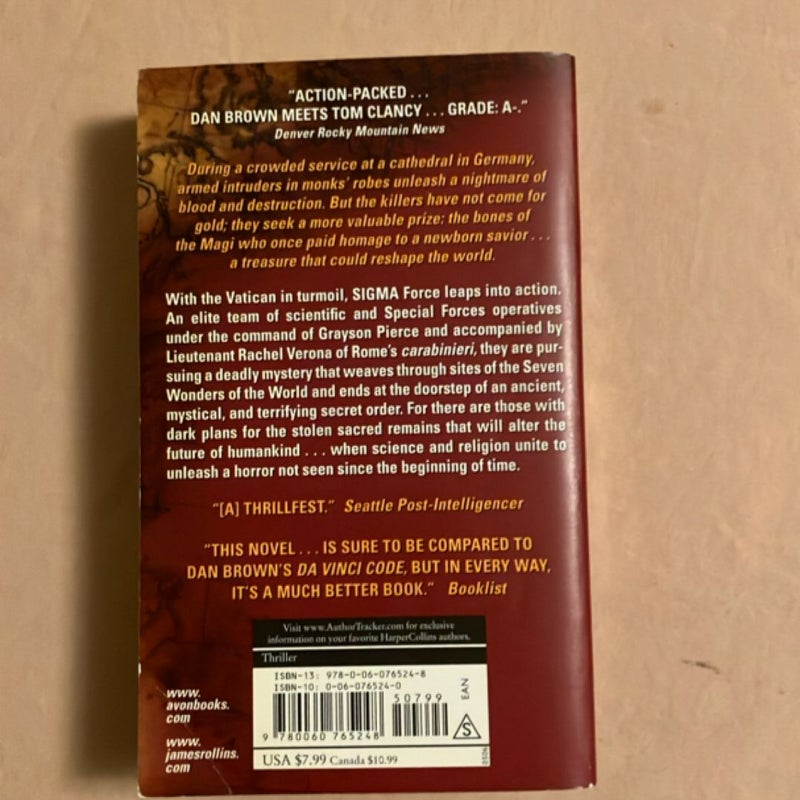 "ACTION-PACKED...
DAN BROWN MEETS TOM CLANCY... GRADE: A-."
Denver Rocky Mountain News
During a crowded service at a cathedral in Germany,
armed intruders in monks' robes unleash a nightmare of
blood and destruction. But the killers have not come for
gold; they seek a more valuable prize: the bones of
the Magi who once paid homage to a newborn savior...
a treasure that could reshape the world.
With the Vatican in turmoil, SIGMA Force leaps into action.
An elite team of scientific and Special Forces operatives
under the command of Grayson Pierce and accompanied by
Lieutenant Rachel Verona of Rome's carabinieri, they are pur-
suing a deadly mystery that weaves through sites of the Seven
Wonders of the World and ends at the doorstep of an ancient,
mystical, and terrifying secret order. For there are those with
dark plans for the stolen sacred remains that will alter the
future of humankind... when science and religion unite to
unleash a horror not seen since the beginning of time.
"[A] THRILLFEST." Seattle Post-Intelligencer
"THIS NOVEL... IS SURE TO BE COMPARED TO
DAN BROWN'S DA VINCI CODE, BUT IN EVERY WAY,
IT'S A MUCH BETTER BOOK." Booklist
Visit www.AuthorTracker.com for exclusive
information on your favorite HarperCollins authors.
Thriller
ISBN-13: 978-0-06-076524-8
ISBN-10: 0-06-076524-0
50799
EAN
S
9 780060 765248
0506
USA $7.99 Canada $10.99
www.
avonbooks.
com
www.
jamesrollins.
com